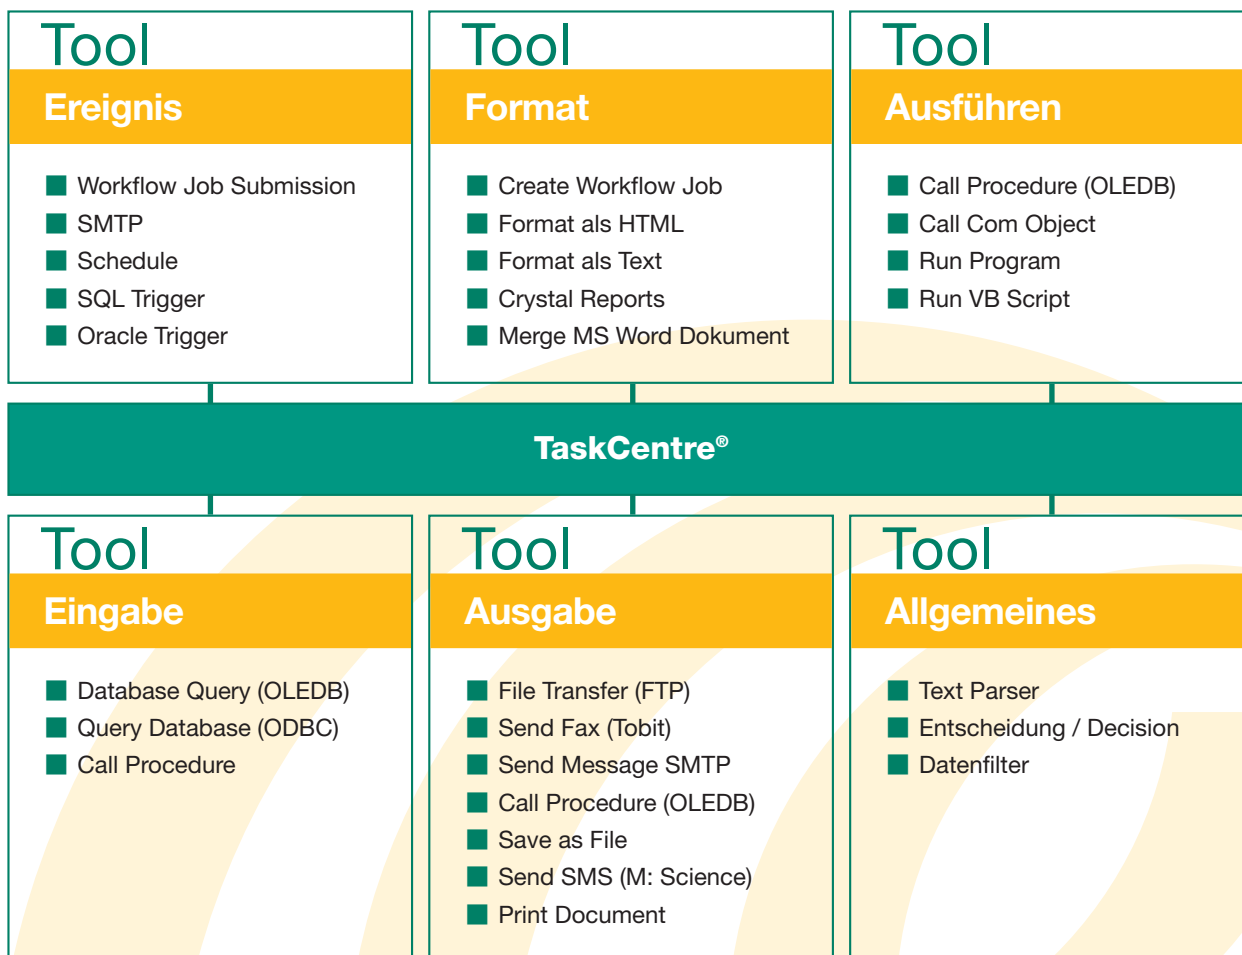 Tool
Ereignis
Workflow Job Submission
SMTP
Schedule
SQL Trigger
Oracle Trigger
Tool
Format
Create Workflow Job
Format als HTML
Format als Text
Crystal Reports
Merge MS Word Dokument
Tool
Ausführen
Call Procedure (OLEDB)
Call Com Object
Run Program
Run VB Script
TaskCentre®
Tool
Eingabe
Database Query (OLEDB)
Query Database (ODBC)
Call Procedure
Tool
Ausgabe
File Transfer (FTP)
Send Fax (Tobit)
Send Message SMTP
Call Procedure (OLEDB)
Save as File
Send SMS (M: Science)
Print Document
Tool
Allgemeines
Text Parser
Entscheidung / Decision
Datenfilter